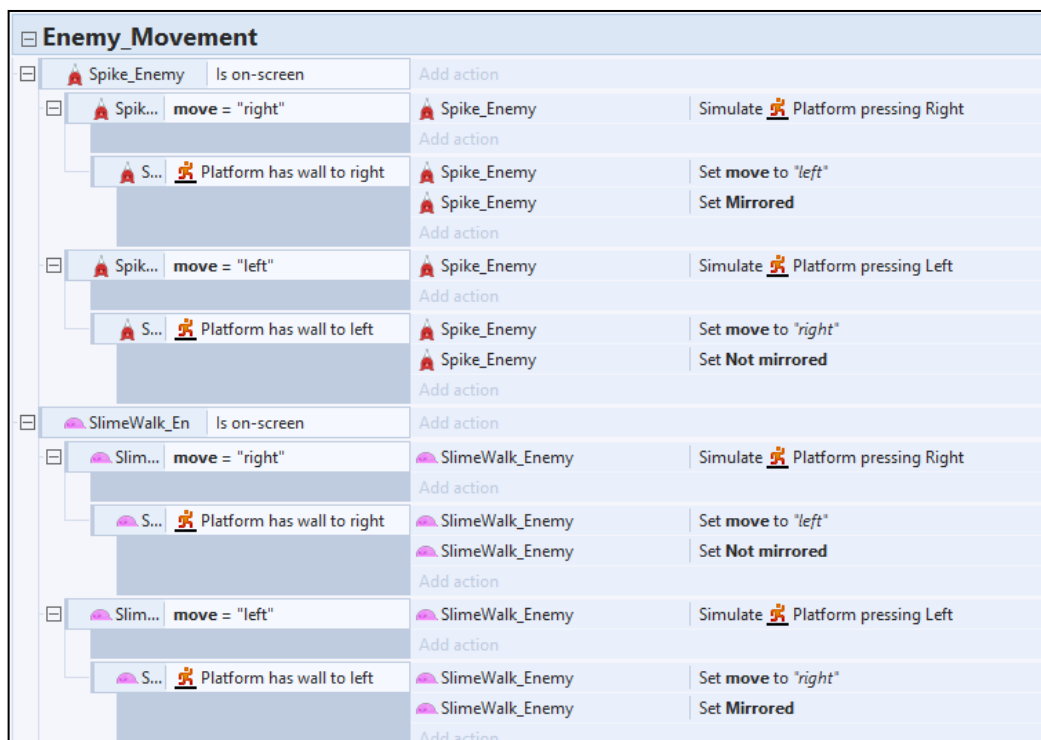 Enemy_Movement
Spike_Enemy Is on-screen Add action
Spik... move = "right" Spike_Enemy Simulate Platform pressing Right
Add action
S... Platform has wall to right Spike_Enemy Set move to "left"
Spike_Enemy Set Mirrored
Add action
Spik... move = "left" Spike_Enemy Simulate Platform pressing Left
Add action
S... Platform has wall to left Spike_Enemy Set move to "right"
Spike_Enemy Set Not mirrored
Add action
SlimeWalk_En Is on-screen Add action
Slim... move = "right" SlimeWalk_Enemy Simulate Platform pressing Right
Add action
S... Platform has wall to right SlimeWalk_Enemy Set move to "left"
SlimeWalk_Enemy Set Not mirrored
Add action
Slim... move = "left" SlimeWalk_Enemy Simulate Platform pressing Left
Add action
S... Platform has wall to left SlimeWalk_Enemy Set move to "right"
SlimeWalk_Enemy Set Mirrored
Add action